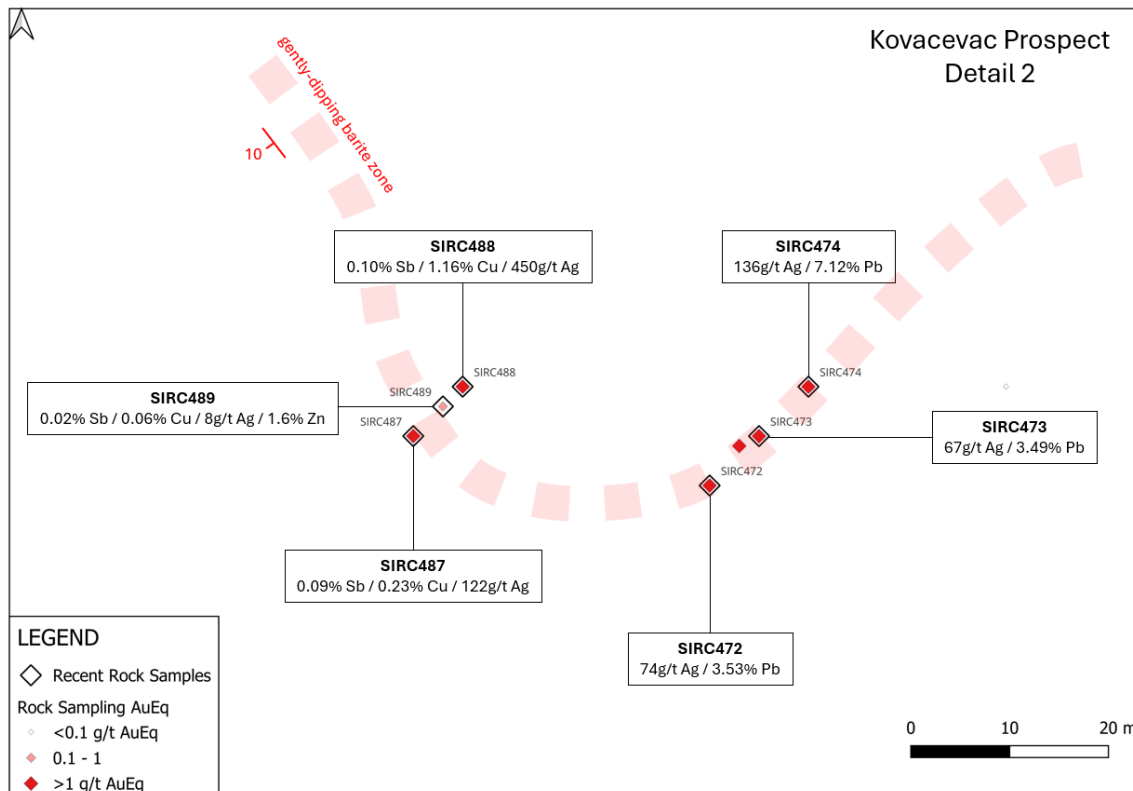 Kovacevac Prospect
Detail 2
gently-dipping barite zone
10
SIRC488
0.10% Sb / 1.16% Cu / 450g/t Ag
SIRC474
136g/t Ag / 7.12% Pb
SIRC488
SIRC474
SIRC489
0.02% Sb / 0.06% Cu / 8g/t Ag / 1.6% Zn
SIRC489
SIRC487
SIRC473
SIRC473
67g/t Ag / 3.49% Pb
SIRC472
SIRC487
0.09% Sb / 0.23% Cu / 122g/t Ag
SIRC472
74g/t Ag / 3.53% Pb
LEGEND
Recent Rock Samples
Rock Sampling AuEq
<0.1 g/t AuEq
0.1 - 1
>1 g/t AuEq
0 10 20 m